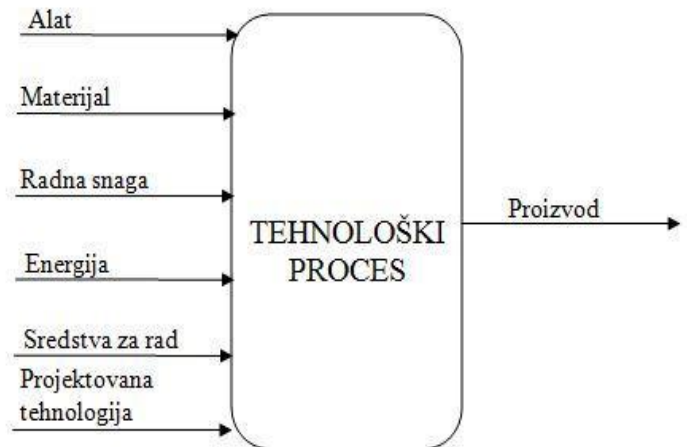 Alat
Materijal
Radna snaga
Energija
Sredstva za rad
Projektovana
tehnologija
TEHNOLOŠKI
PROCES
Proizvod